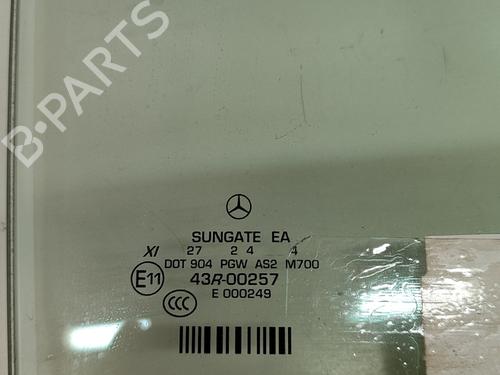 B-PARTS
SUNGATE EA
XI 27 2 4 4
DOT 904 PGW AS2 M700
E11 43R-00257
CCC E 000249